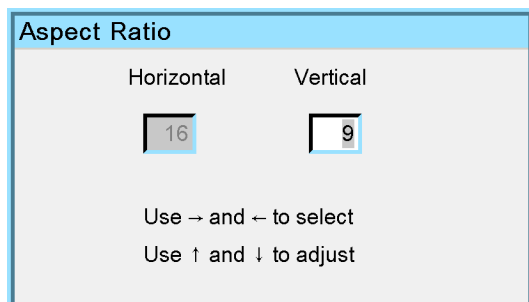 Aspect Ratio
Horizontal Vertical
16 9
Use → and ← to select
Use ↑ and ↓ to adjust